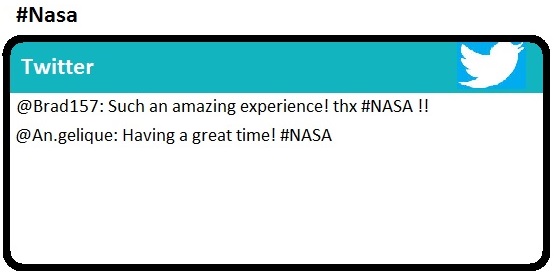 #Nasa
Twitter
@Brad157: Such an amazing experience! thx #NASA !!
@An.gelique: Having a great time! #NASA